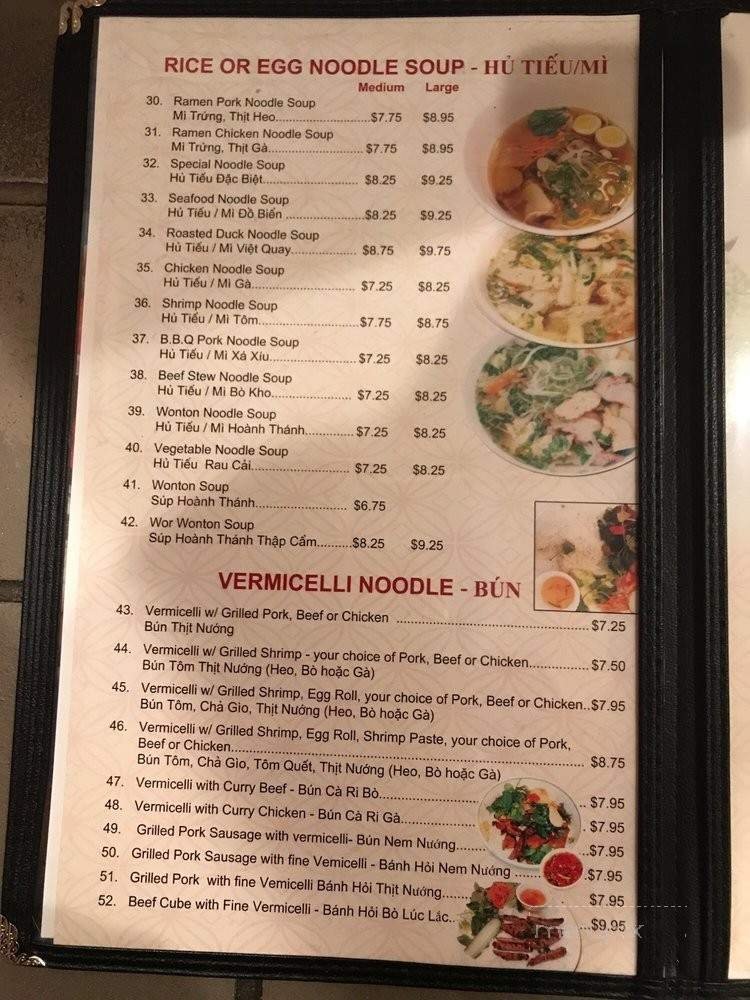 RICE OR EGG NOODLE SOUP - HỦ TIẾU/MÌ
Medium Large
30. Ramen Pork Noodle Soup
Mì Trứng, Thịt Heo..............................$7.75 $8.95
31. Ramen Chicken Noodle Soup
Mì Trứng, Thịt Gà..............................$7.75 $8.95
32. Special Noodle Soup
Hủ Tiếu Đặc Biệt.............................. $8.25 $9.25
33. Seafood Noodle Soup
Hủ Tiếu / Mì Đồ Biển .........................$8.25 $9.25
34. Roasted Duck Noodle Soup
Hủ Tiếu / Mì Việt Quay..................... $8.75 $9.75
35. Chicken Noodle Soup
Hủ Tiếu / Mì Gà.............................. $7.25 $8.25
36. Shrimp Noodle Soup
Hủ Tiếu / Mì Tôm..............................$7.75 $8.75
37. B.B.Q Pork Noodle Soup
Hủ Tiếu / Mì Xá Xíu..........................$7.25 $8.25
38. Beef Stew Noodle Soup
Hủ Tiếu / Mì Bò Kho......................... $7.25 $8.25
39. Wonton Noodle Soup
Hủ Tiếu / Mì Hoành Thánh..............$7.25 $8.25
40. Vegetable Noodle Soup
Hủ Tiếu Rau Cải.............................. $7.25 $8.25
41. Wonton Soup
Súp Hoành Thánh........................... $6.75
42. Wor Wonton Soup
Súp Hoành Thánh Thập Cẩm..........$8.25 $9.25
VERMICELLI NOODLE - BÚN
43. Vermicelli w/ Grilled Pork, Beef or Chicken ......................................................... $7.25
Bún Thịt Nướng
44. Vermicelli w/ Grilled Shrimp - your choice of Pork, Beef or Chicken................. $7.50
Bún Tôm Thịt Nướng (Heo, Bò hoặc Gà)
45. Vermicelli w/ Grilled Shrimp, Egg Roll, your choice of Pork, Beef or Chicken..$7.95
Bún Tôm, Chả Gio, Thịt Nướng (Heo, Bò hoặc Gà)
46. Vermicelli w/ Grilled Shrimp, Egg Roll, Shrimp Paste, your choice of Pork,
Beef or Chicken.................................................................................................... $8.75
Bún Tôm, Chả Gio, Tôm Quết, Thịt Nướng (Heo, Bò hoặc Gà)
47. Vermicelli with Curry Beef - Bún Cà Ri Bò............................ .. $7.95
48. Vermicelli with Curry Chicken - Bún Cà Ri Gà...................... . $7.95
49. Grilled Pork Sausage with vermicelli- Bún Nem Nướng....... ...$7.95
50. Grilled Pork Sausage with fine Vernicelli - Bánh Hỏi Nem Nướng ....... .$7.95
51. Grilled Pork with fine Vemicelli Bánh Hỏi Thịt Nướng....... $7.95
52. Beef Cube with Fine Vermicelli - Bánh Hỏi Bò Lúc Lắc.. ...$9.95